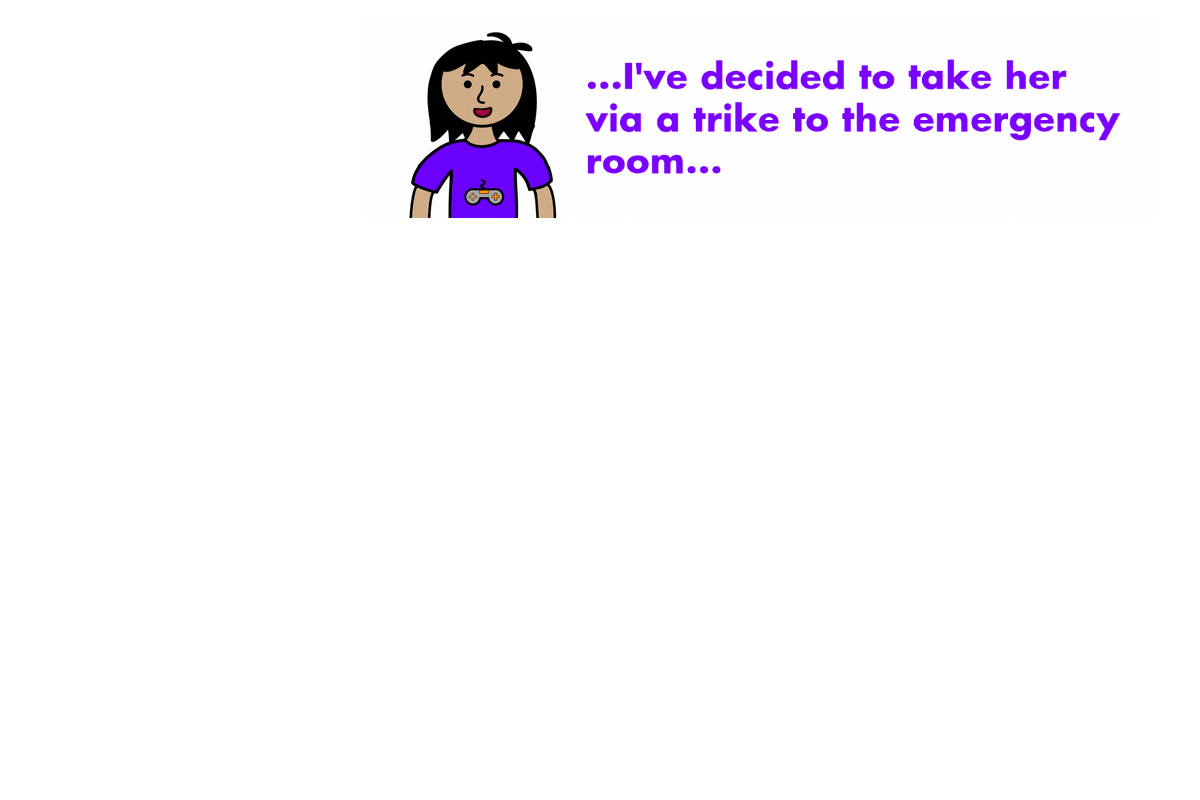 ...I've decided to take her
via a trike to the emergency
room...